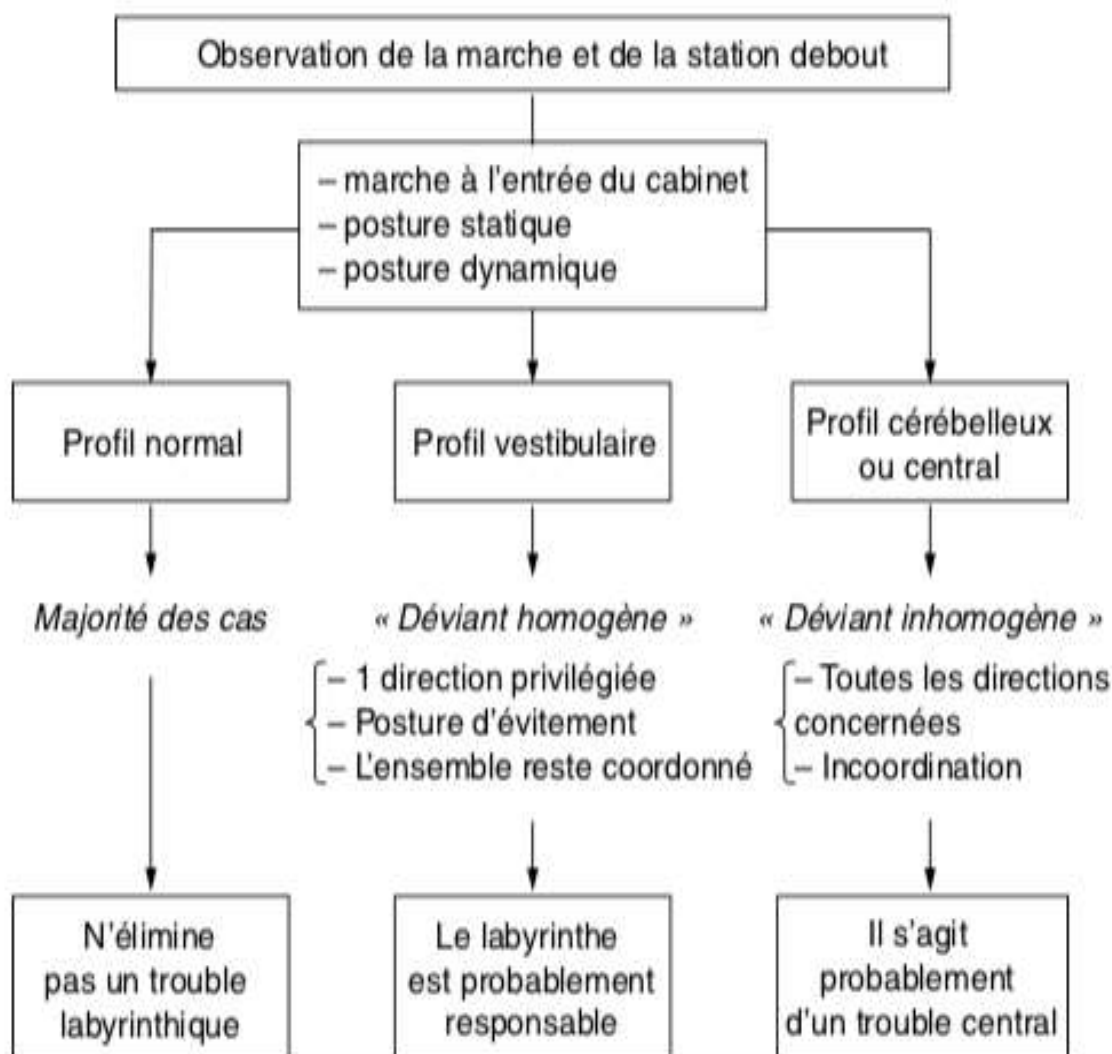 Observation de la marche et de la station debout
– marche à l'entrée du cabinet
– posture statique
– posture dynamique
Profil normal
Profil vestibulaire
Profil cérébelleux
ou central
Majorité des cas
« Déviant homogène »
« Déviant inhomogène »
– 1 direction privilégiée
– Posture d'évitement
– L'ensemble reste coordonné
– Toutes les directions
concernées
– Incoordination
N'élimine
pas un trouble
labyrinthique
Le labyrinthe
est probablement
responsable
Il s'agit
probablement
d'un trouble central